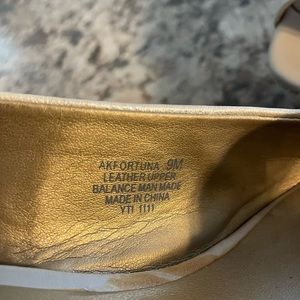 AKFORTUNA 9M
LEATHER UPPER
BALANCE MAN MADE
MADE IN CHINA
YTI 1111